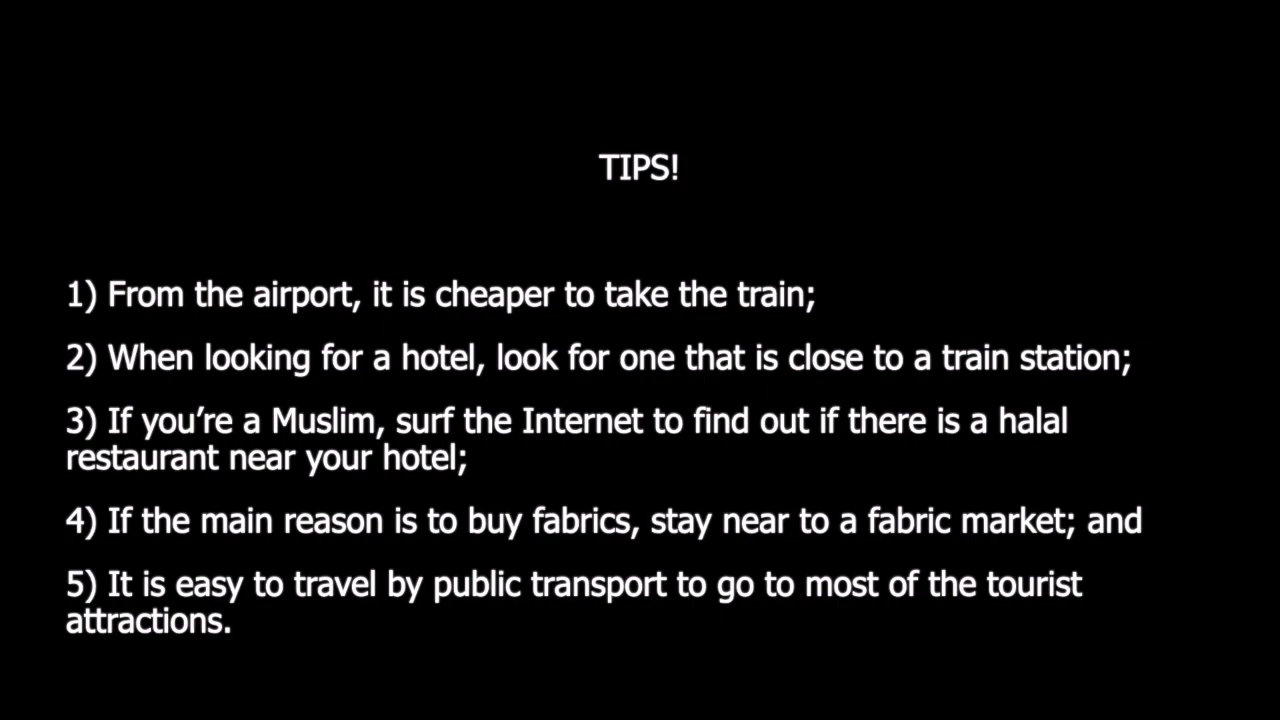 TIPS!
1) From the airport, it is cheaper to take the train;
2) When looking for a hotel, look for one that is close to a train station;
3) If you’re a Muslim, surf the Internet to find out if there is a halal
restaurant near your hotel;
4) If the main reason is to buy fabrics, stay near to a fabric market; and
5) It is easy to travel by public transport to go to most of the tourist
attractions.